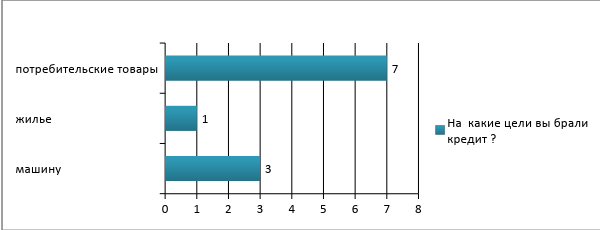 потребительские товары 7
жилье 1
машину 3
0 1 2 3 4 5 6 7 8
На какие цели вы брали
кредит ?